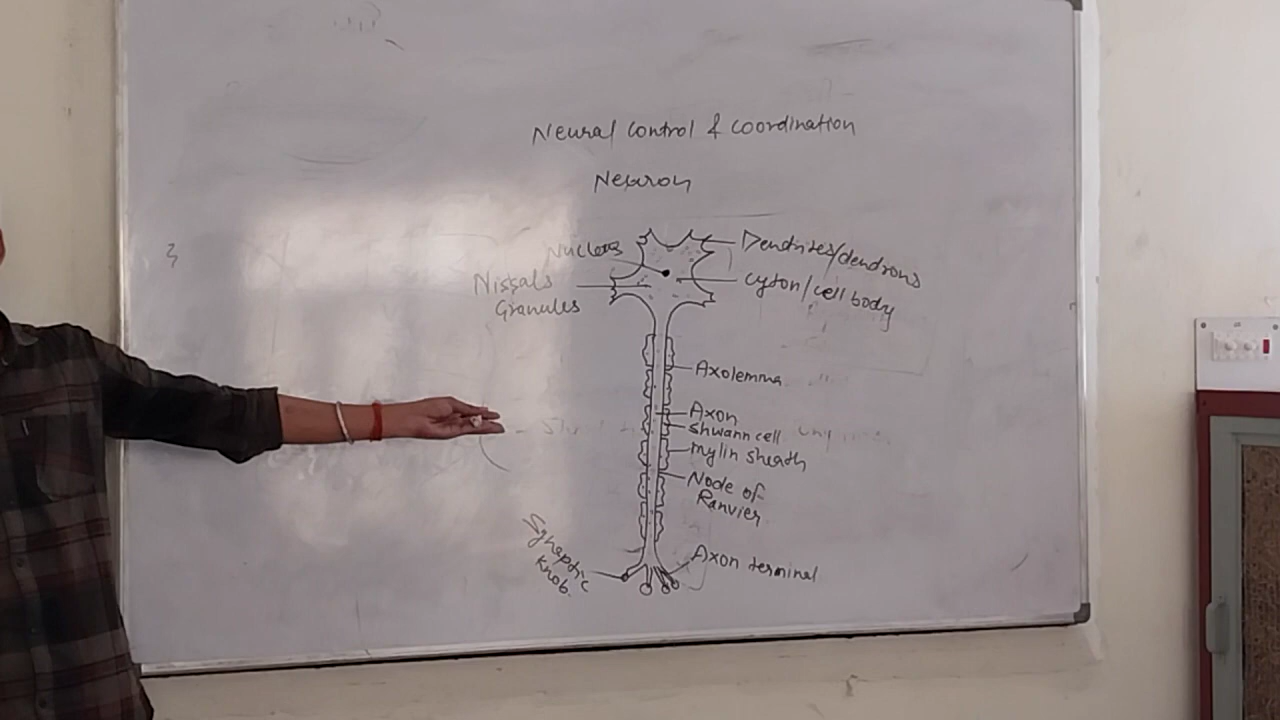 Neural control & coordination
Neuron
Nucleus
Dendrites/dendrons
Nissals
Granules
cyton/cell body
Axolemma
Axon
shwann cell
mylin sheath
Node of
Ranvier
Synaptic
knob.
Axon terminal